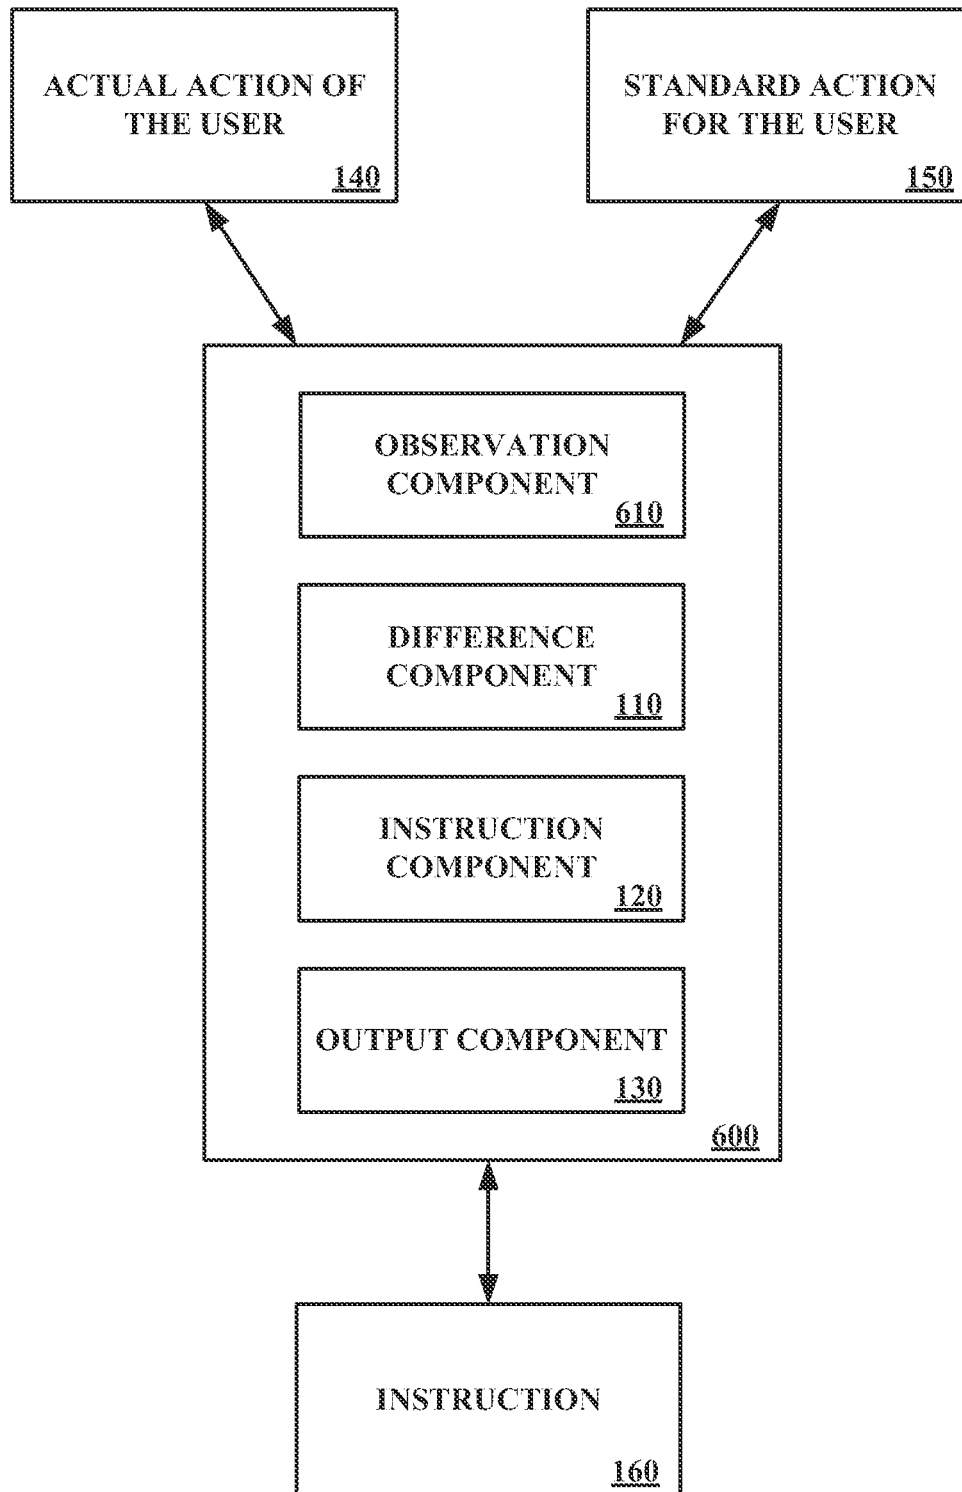 ACTUAL ACTION OF
THE USER
140
STANDARD ACTION
FOR THE USER
150
OBSERVATION
COMPONENT
610
DIFFERENCE
COMPONENT
110
INSTRUCTION
COMPONENT
120
OUTPUT COMPONENT
130
600
INSTRUCTION
160